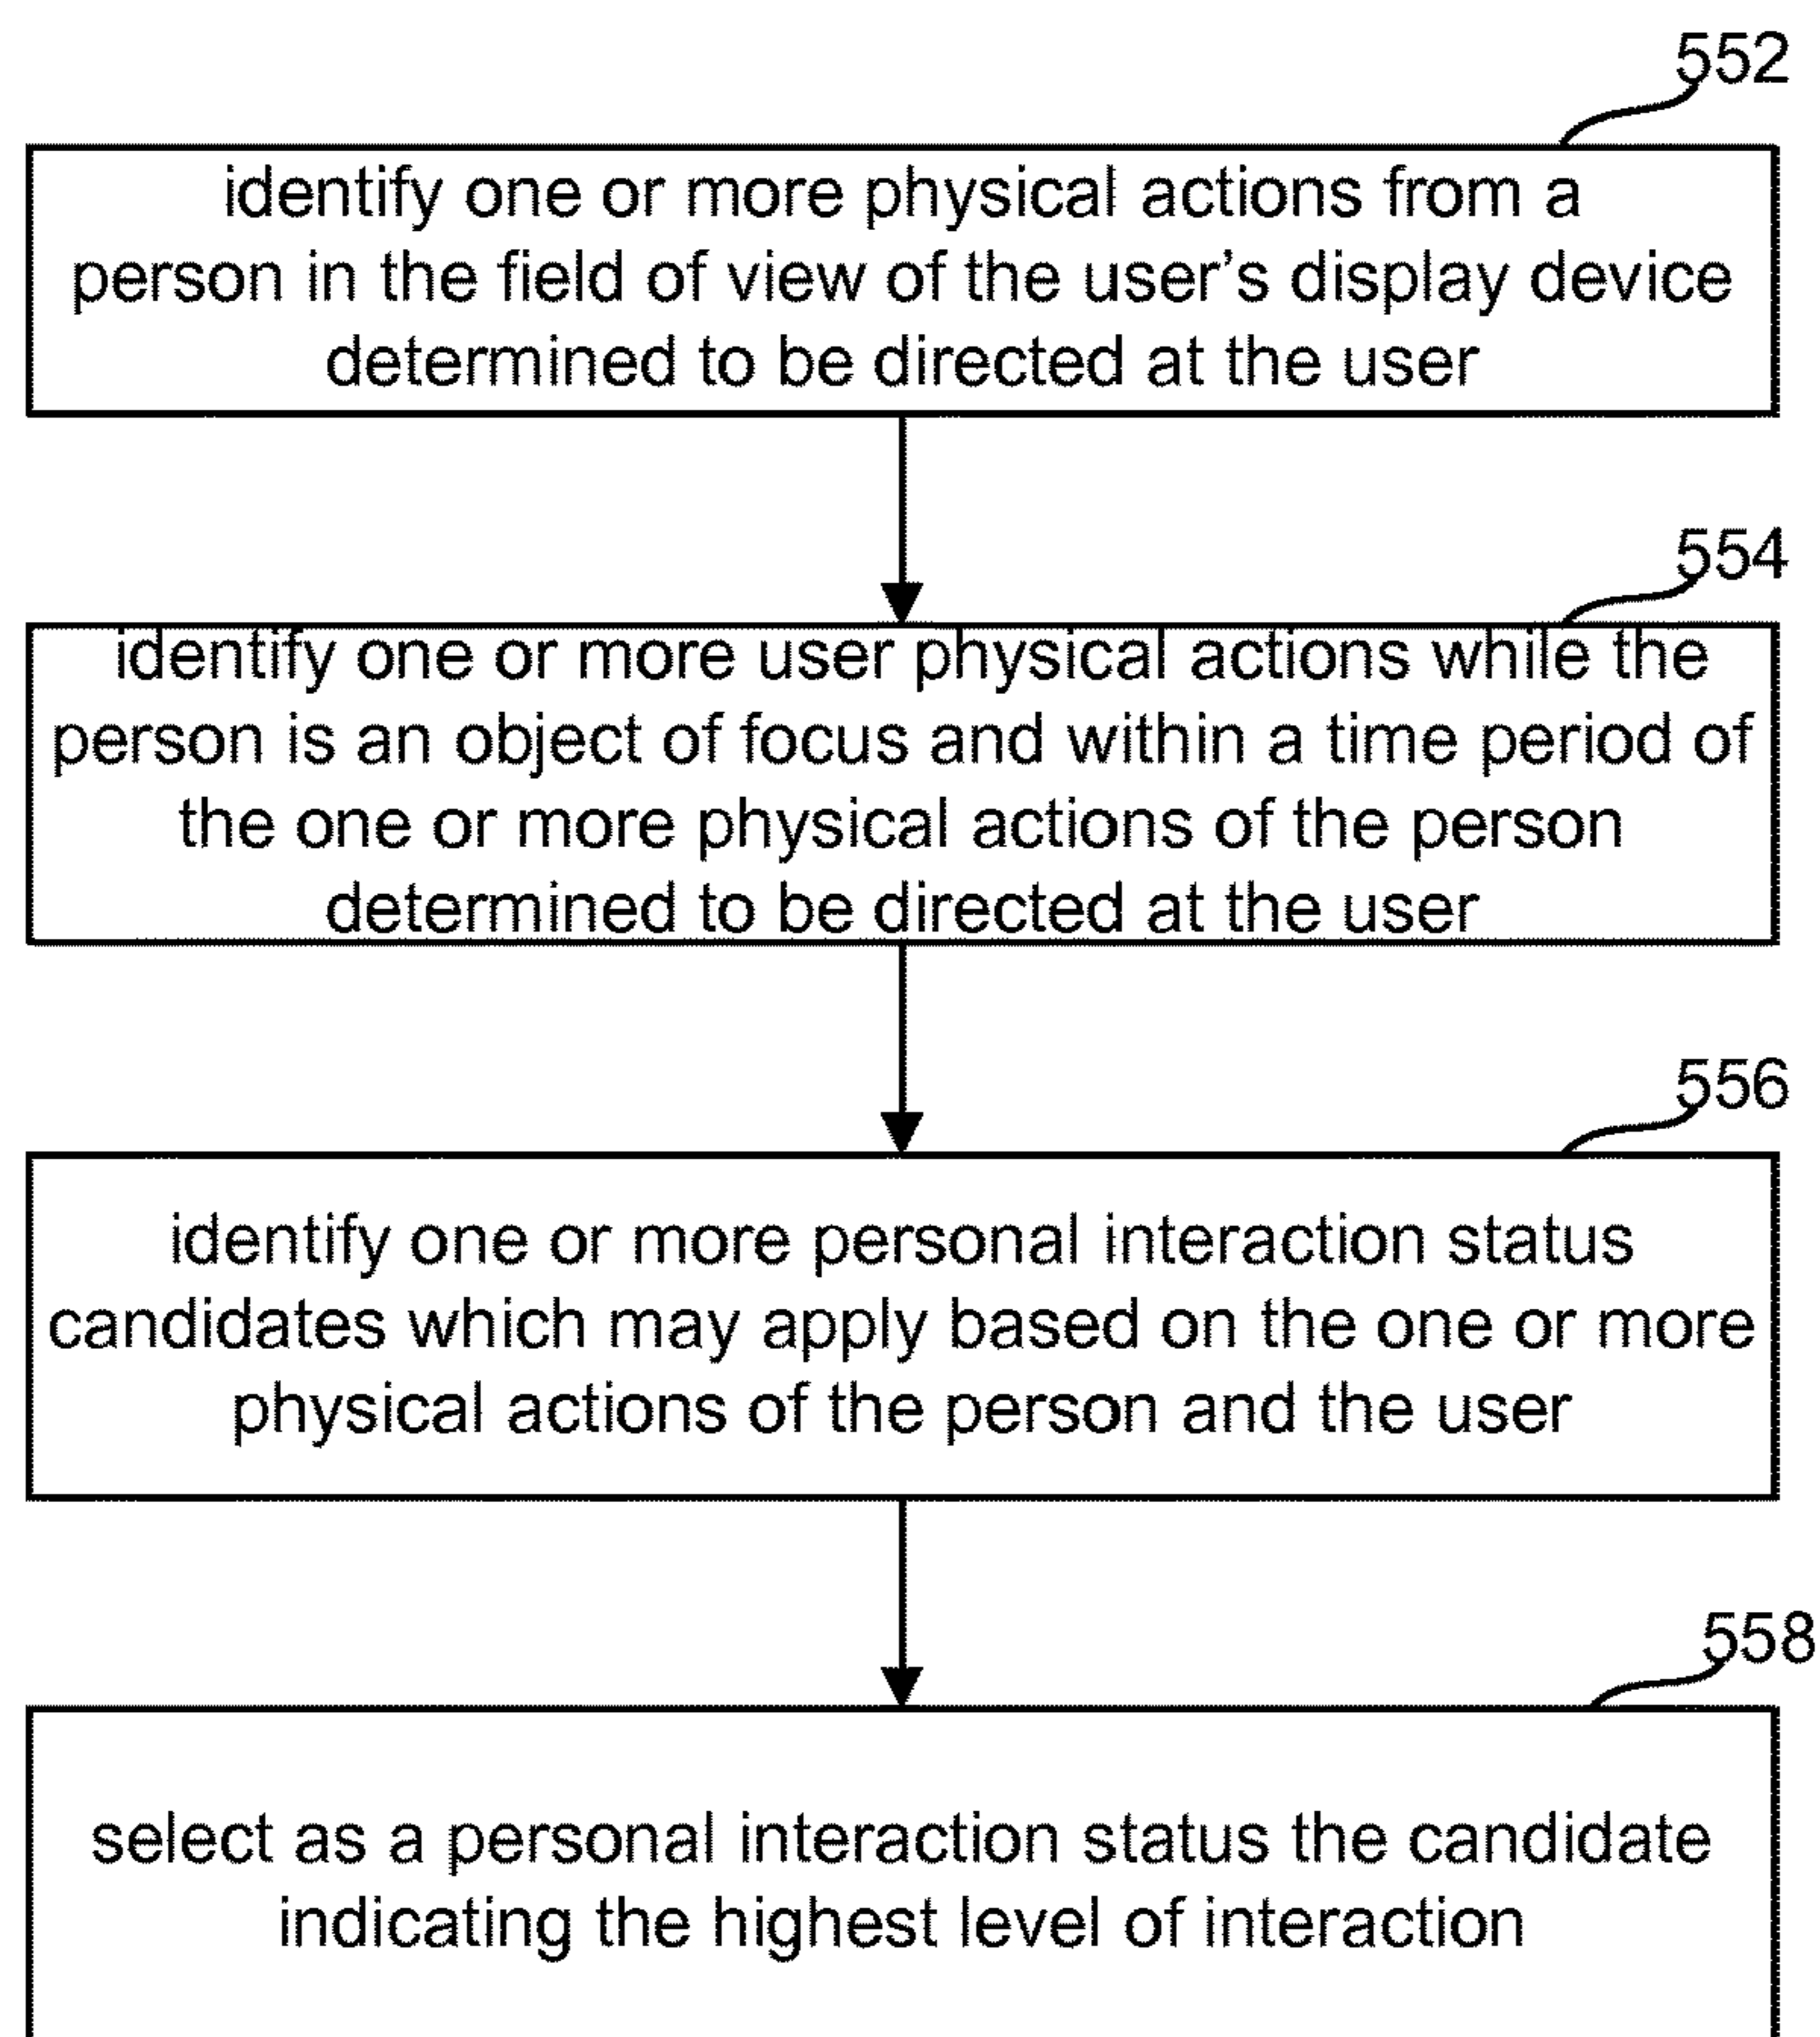 552
identify one or more physical actions from a
person in the field of view of the user’s display device
determined to be directed at the user
554
identify one or more user physical actions while the
person is an object of focus and within a time period of
the one or more physical actions of the person
determined to be directed at the user
556
identify one or more personal interaction status
candidates which may apply based on the one or more
physical actions of the person and the user
558
select as a personal interaction status the candidate
indicating the highest level of interaction